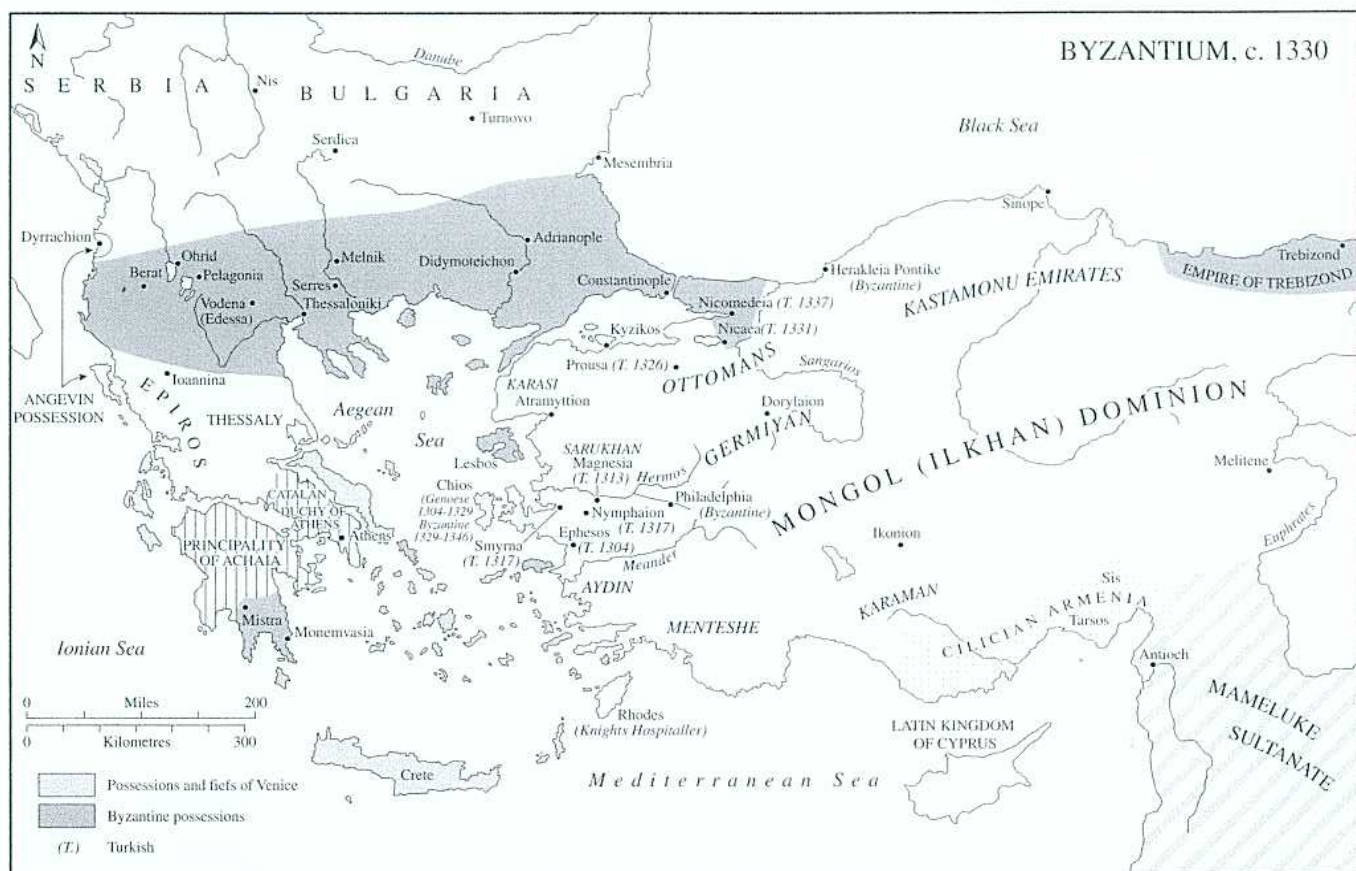 BYZANTIUM, c. 1330
N
Danube
SERBIA
Nis
BULGARIA
Turnovo
Black Sea
Serdica
Mesembria
Sinope
Dyrrachion
Ohrid
Melnik
Adrianople
Trebizond
Berat
Pelagonia
Didymoteichon
Herakleia Pontike
(Byzantine)
KASTAMONU EMIRATES
EMPIRE OF TREBIZOND
Vodena
(Edessa)
Serres
Thessaloniki
Constantinople
Nicomedeia (T. 1337)
Kyzikos
Nicaea (T. 1331)
Prousa (T. 1326)
OTTOMANS
Sangarios
ANGEVIN
POSSESSION
Ioannina
EPIROS
THESSALY
Aegean
Sea
KARASI
Atramyttion
Dorylaion
GERMIYAN
MONGOL (ILKHAN) DOMINION
Lesbos
SARUKHAN
Magnesia
(T. 1313)
Hermos
Melitene
Chios
(Genoese
1304-1329
Byzantine
1329-1346)
Philadelphia
(Byzantine)
Nymphaion
(T. 1317)
CATALAN
DUCHY OF
ATHENS
Athens
Smyrna
(T. 1317)
Ephesos
(T. 1304)
Meander
Ikonion
Euphrates
PRINCIPALITY
OF ACHAIA
AYDIN
KARAMAN
Sis
CILICIAN ARMENIA
Tarsos
Mistra
Monemvasia
MENTESHE
Antioch
Ionian Sea
MAMELUKE
SULTANATE
0 Miles 200
0 Kilometres 300
Rhodes
(Knights Hospitaller)
LATIN KINGDOM
OF CYPRUS
Crete
Mediterranean Sea
Possessions and fiefs of Venice
Byzantine possessions
(T.) Turkish